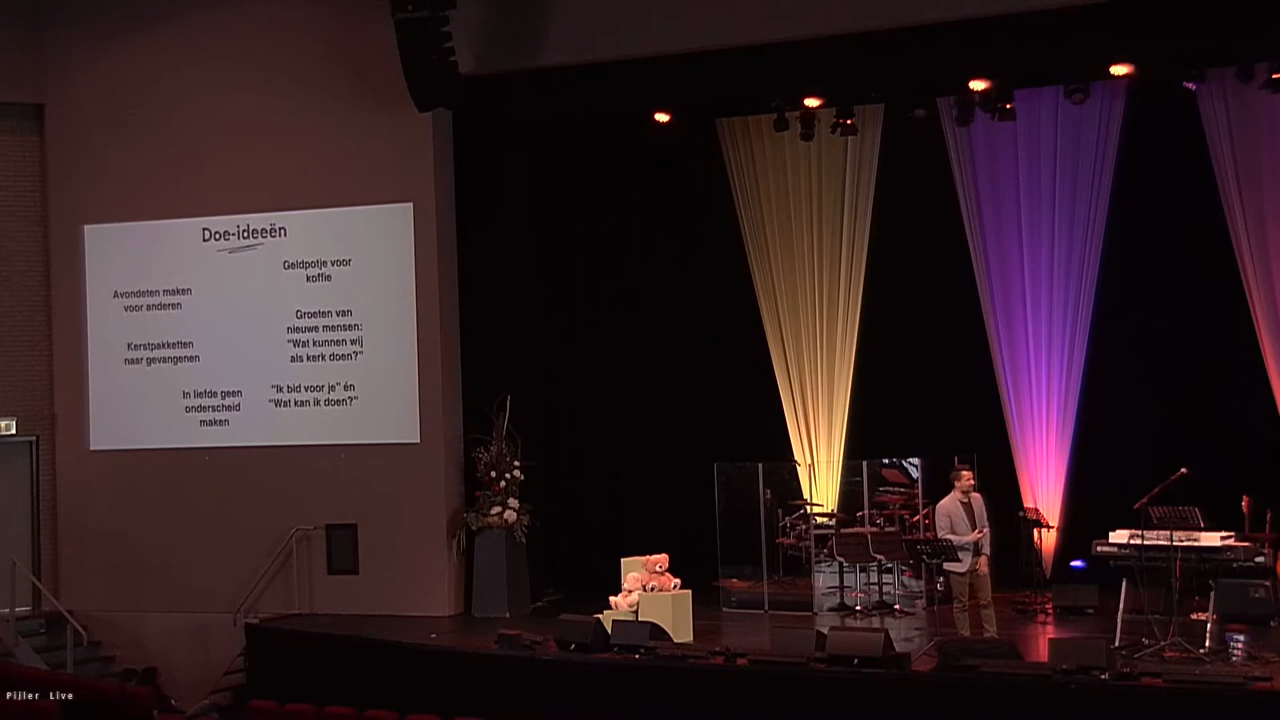 Doe-ideeën
Geldpotje voor
koffie
Avondeten maken
voor anderen
Groeten van
nieuwe mensen:
“Wat kunnen wij
als kerk doen?”
Kerstpakketten
naar gevangenen
In liefde geen
onderscheid
maken
“Ik bid voor je” én
“Wat kan ik doen?”
Pijler Live